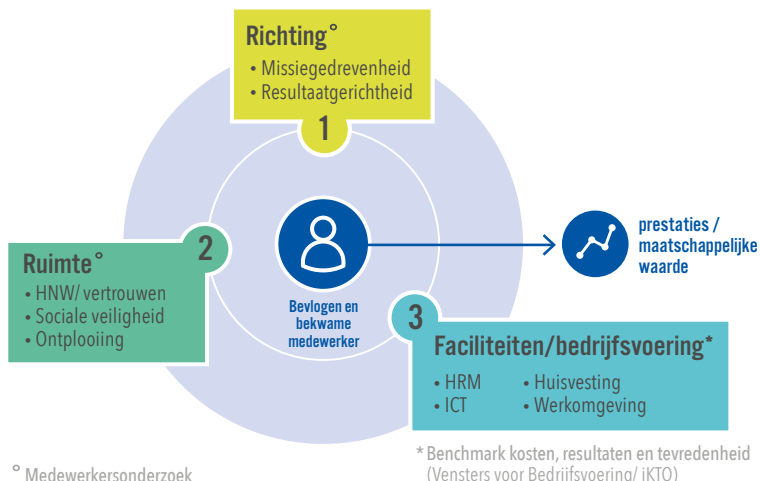 Richting°
• Missiegedrevenheid
• Resultaatgerichtheid
1
2
Ruimte°
• HNW/ vertrouwen
• Sociale veiligheid
• Ontplooiing
Bevlogen en
bekwame
medewerker
prestaties /
maatschappelijke
waarde
3
Faciliteiten/bedrijfsvoering*
• HRM • Huisvesting
• ICT • Werkomgeving
° Medewerkersonderzoek
* Benchmark kosten, resultaten en tevredenheid
(Vensters voor Bedrijfsvoering/ iKTO)